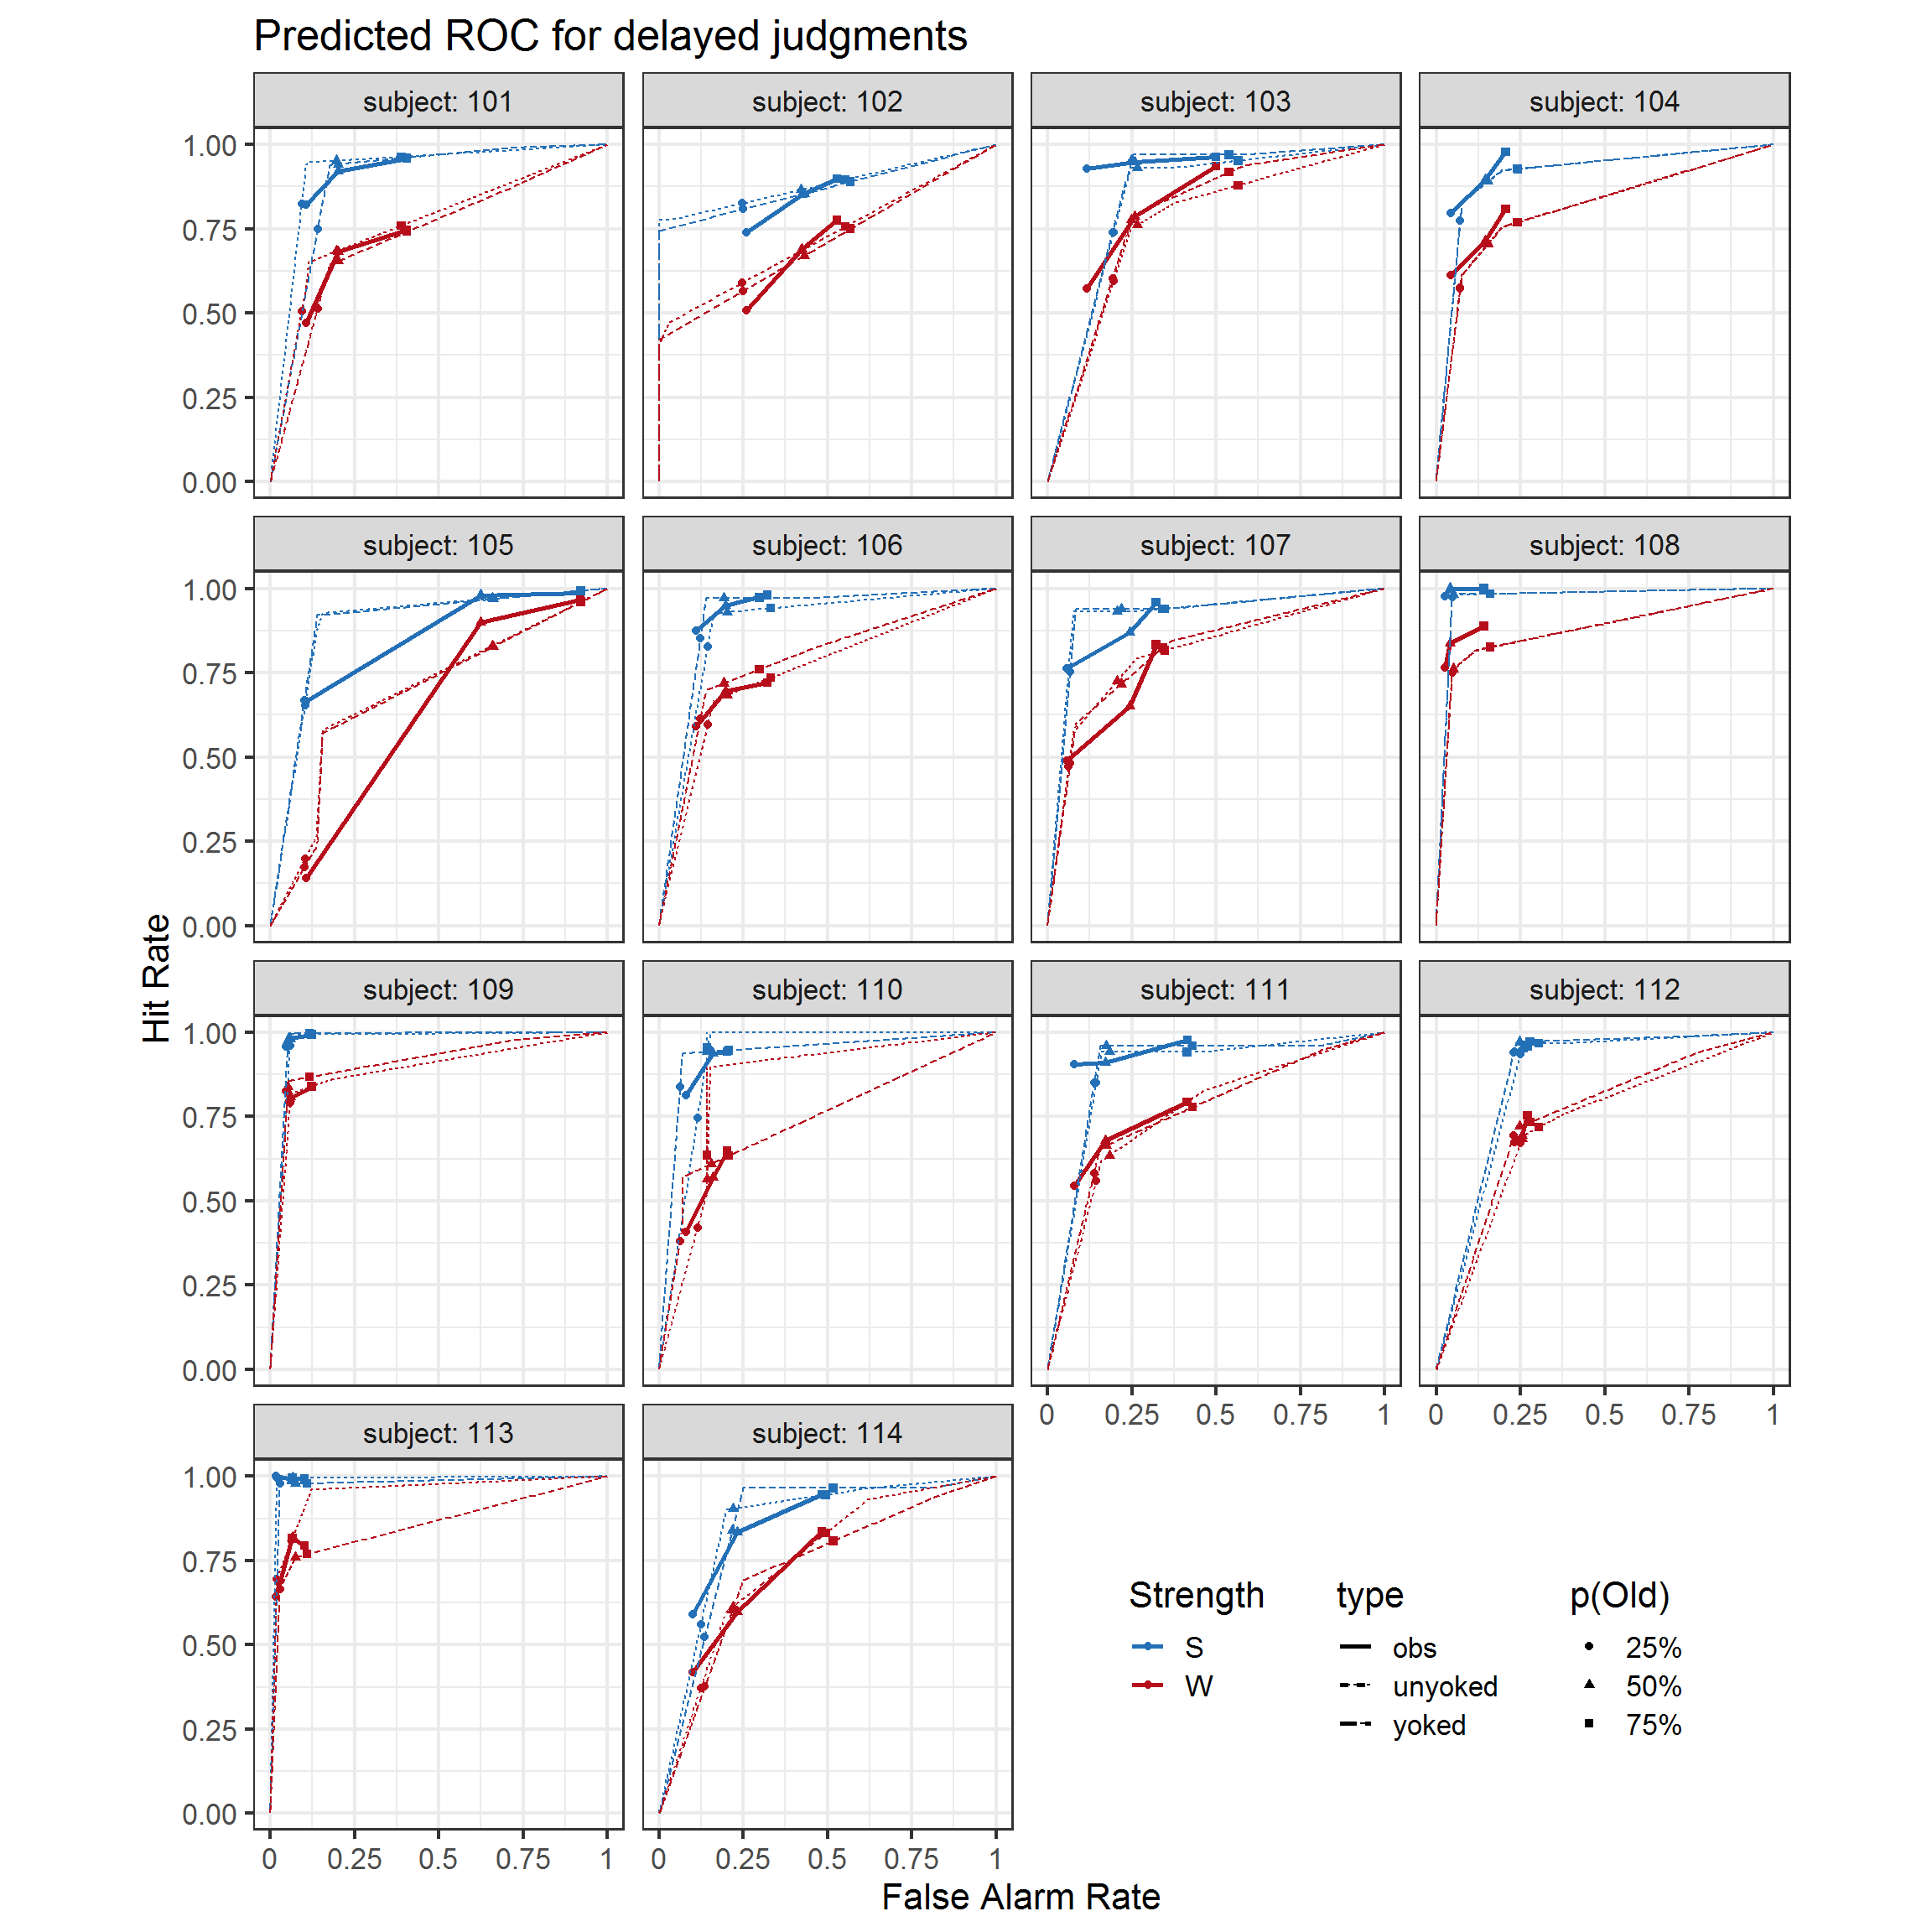 Predicted ROC for delayed judgments
subject: 101
subject: 102
subject: 103
subject: 104
1.00
0.75
0.50
0.25
0.00
subject: 105
subject: 106
subject: 107
subject: 108
1.00
0.75
0.50
0.25
0.00
Hit Rate
subject: 109
subject: 110
subject: 111
subject: 112
1.00
0.75
0.50
0.25
0.00
0 0.25 0.5 0.75 1
0 0.25 0.5 0.75 1
subject: 113
subject: 114
1.00
0.75
0.50
0.25
0.00
0 0.25 0.5 0.75 1
0 0.25 0.5 0.75 1
False Alarm Rate
Strength
S
W
type
obs
unyoked
yoked
p(Old)
25%
50%
75%